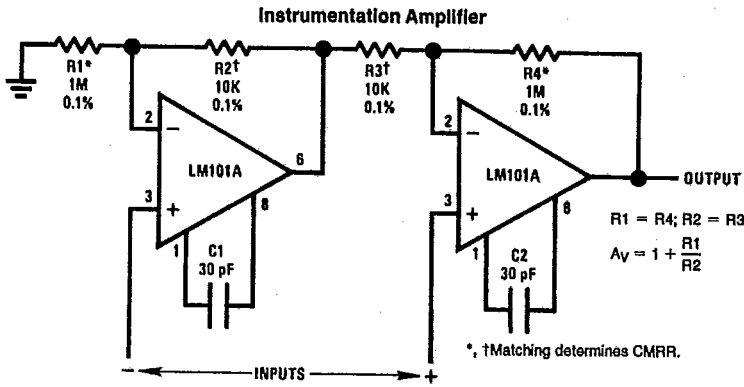 Instrumentation Amplifier
R1*
1M
0.1%
R2†
10K
0.1%
R3†
10K
0.1%
R4*
1M
0.1%
2
−
LM101A
6
3
+
8
1
C1
30 pF
2
−
LM101A
3
+
8
1
C2
30 pF
OUTPUT
R1 = R4; R2 = R3
AV = 1 + R1/R2
*, †Matching determines CMRR.
− INPUTS +